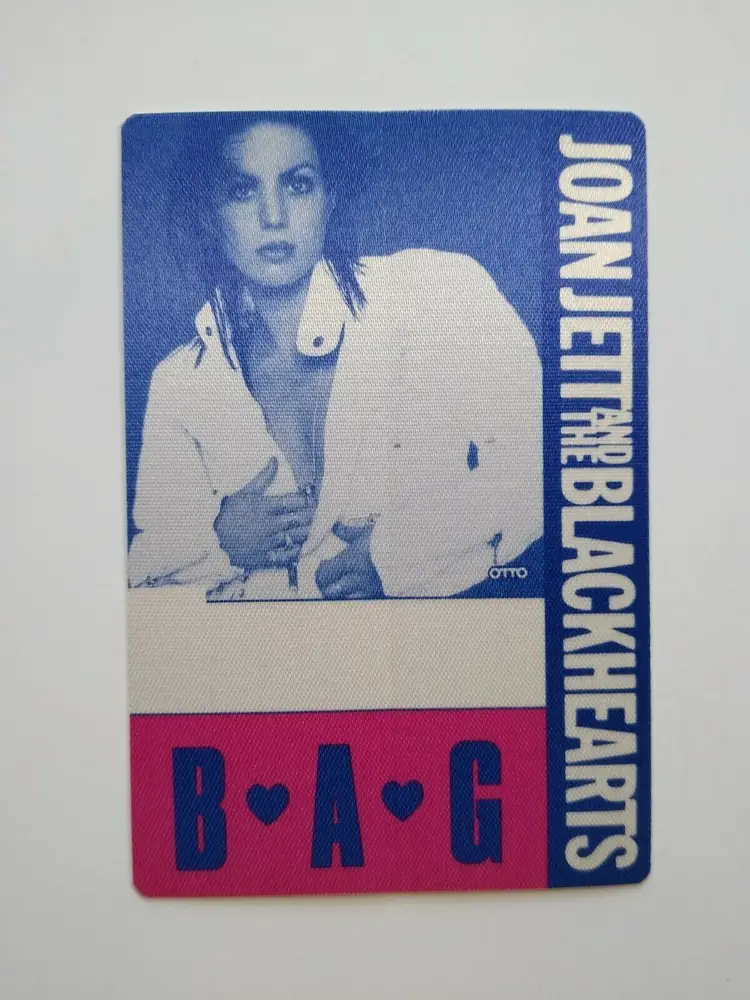 JOAN JETT AND THE BLACKHEARTS
OTTO
B♥A♥G